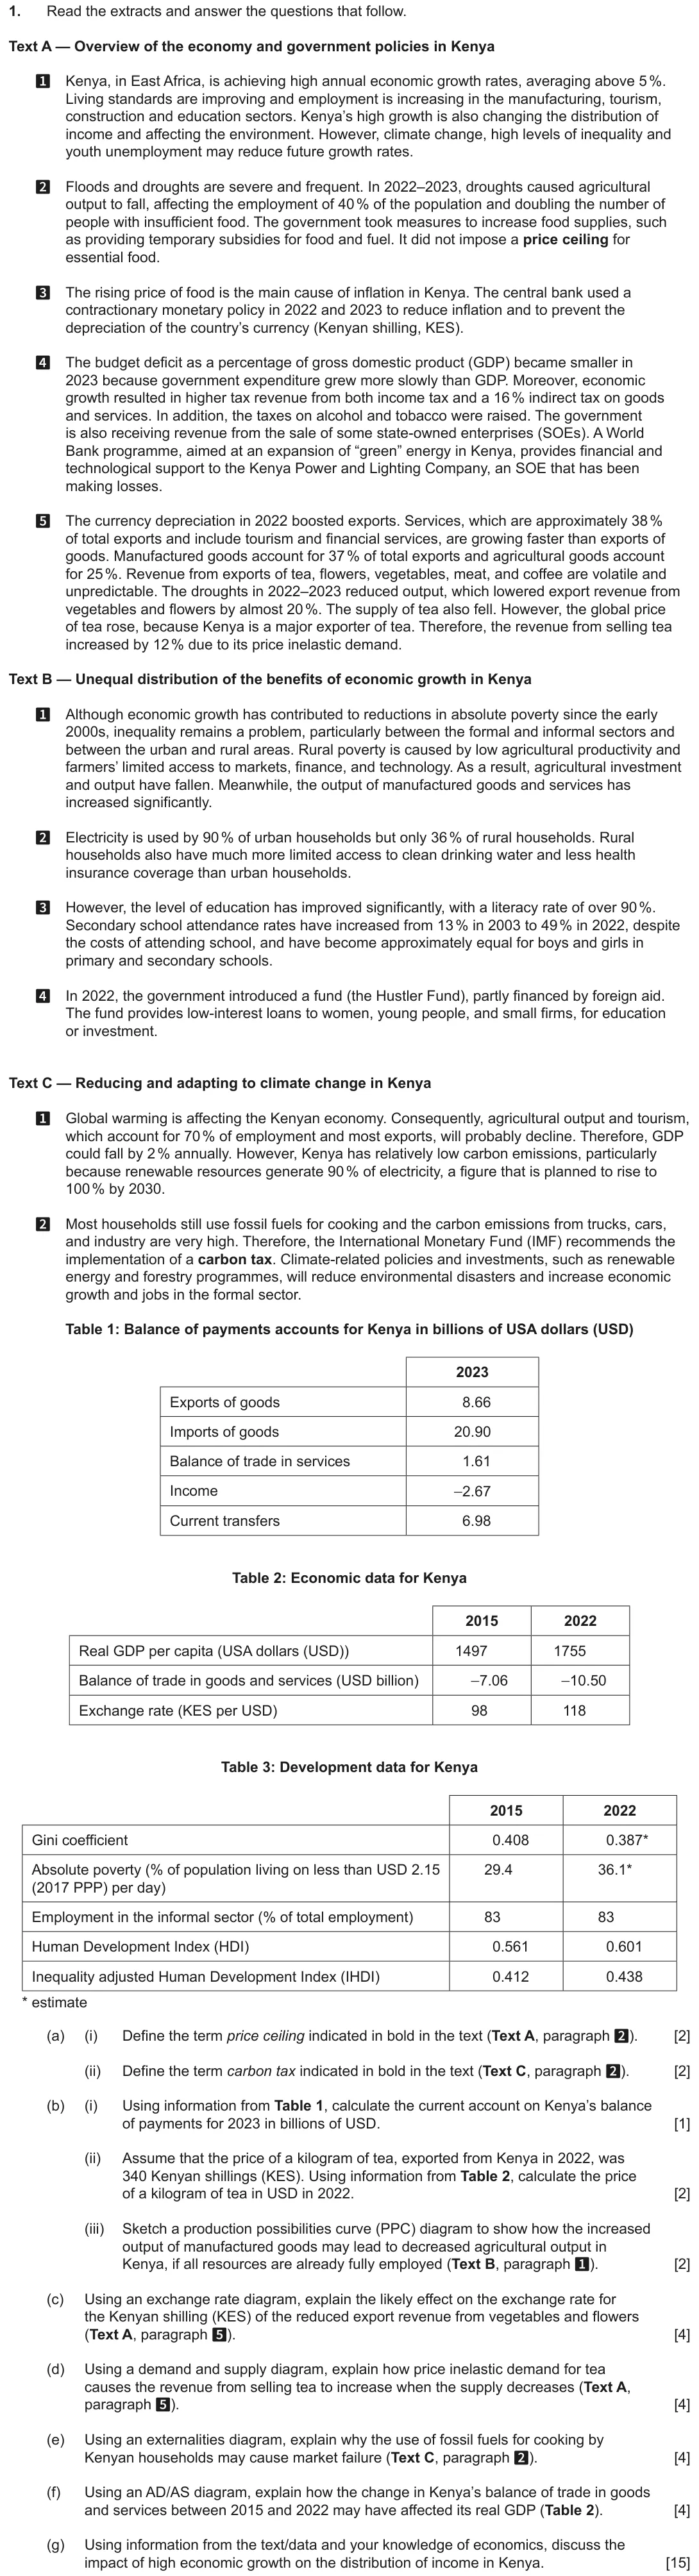 1. Read the extracts and answer the questions that follow.
Text A — Overview of the economy and government policies in Kenya
1 Kenya, in East Africa, is achieving high annual economic growth rates, averaging above 5 %.
Living standards are improving and employment is increasing in the manufacturing, tourism,
construction and education sectors. Kenya's high growth is also changing the distribution of
income and affecting the environment. However, climate change, high levels of inequality and
youth unemployment may reduce future growth rates.
2 Floods and droughts are severe and frequent. In 2022–2023, droughts caused agricultural
output to fall, affecting the employment of 40 % of the population and doubling the number of
people with insufficient food. The government took measures to increase food supplies, such
as providing temporary subsidies for food and fuel. It did not impose a price ceiling for
essential food.
3 The rising price of food is the main cause of inflation in Kenya. The central bank used a
contractionary monetary policy in 2022 and 2023 to reduce inflation and to prevent the
depreciation of the country's currency (Kenyan shilling, KES).
4 The budget deficit as a percentage of gross domestic product (GDP) became smaller in
2023 because government expenditure grew more slowly than GDP. Moreover, economic
growth resulted in higher tax revenue from both income tax and a 16 % indirect tax on goods
and services. In addition, the taxes on alcohol and tobacco were raised. The government
is also receiving revenue from the sale of some state-owned enterprises (SOEs). A World
Bank programme, aimed at an expansion of "green" energy in Kenya, provides financial and
technological support to the Kenya Power and Lighting Company, an SOE that has been
making losses.
5 The currency depreciation in 2022 boosted exports. Services, which are approximately 38 %
of total exports and include tourism and financial services, are growing faster than exports of
goods. Manufactured goods account for 37 % of total exports and agricultural goods account
for 25 %. Revenue from exports of tea, flowers, vegetables, meat, and coffee are volatile and
unpredictable. The droughts in 2022–2023 reduced output, which lowered export revenue from
vegetables and flowers by almost 20 %. The supply of tea also fell. However, the global price
of tea rose, because Kenya is a major exporter of tea. Therefore, the revenue from selling tea
increased by 12 % due to its price inelastic demand.
Text B — Unequal distribution of the benefits of economic growth in Kenya
1 Although economic growth has contributed to reductions in absolute poverty since the early
2000s, inequality remains a problem, particularly between the formal and informal sectors and
between the urban and rural areas. Rural poverty is caused by low agricultural productivity and
farmers' limited access to markets, finance, and technology. As a result, agricultural investment
and output have fallen. Meanwhile, the output of manufactured goods and services has
increased significantly.
2 Electricity is used by 90 % of urban households but only 36 % of rural households. Rural
households also have much more limited access to clean drinking water and less health
insurance coverage than urban households.
3 However, the level of education has improved significantly, with a literacy rate of over 90 %.
Secondary school attendance rates have increased from 13 % in 2003 to 49 % in 2022, despite
the costs of attending school, and have become approximately equal for boys and girls in
primary and secondary schools.
4 In 2022, the government introduced a fund (the Hustler Fund), partly financed by foreign aid.
The fund provides low-interest loans to women, young people, and small firms, for education
or investment.
Text C — Reducing and adapting to climate change in Kenya
1 Global warming is affecting the Kenyan economy. Consequently, agricultural output and tourism,
which account for 70 % of employment and most exports, will probably decline. Therefore, GDP
could fall by 2 % annually. However, Kenya has relatively low carbon emissions, particularly
because renewable resources generate 90 % of electricity, a figure that is planned to rise to
100 % by 2030.
2 Most households still use fossil fuels for cooking and the carbon emissions from trucks, cars,
and industry are very high. Therefore, the International Monetary Fund (IMF) recommends the
implementation of a carbon tax. Climate-related policies and investments, such as renewable
energy and forestry programmes, will reduce environmental disasters and increase economic
growth and jobs in the formal sector.
Table 1: Balance of payments accounts for Kenya in billions of USA dollars (USD)
2023
Exports of goods 8.66
Imports of goods 20.90
Balance of trade in services 1.61
Income –2.67
Current transfers 6.98
Table 2: Economic data for Kenya
2015 2022
Real GDP per capita (USA dollars (USD)) 1497 1755
Balance of trade in goods and services (USD billion) –7.06 –10.50
Exchange rate (KES per USD) 98 118
Table 3: Development data for Kenya
2015 2022
Gini coefficient 0.408 0.387*
Absolute poverty (% of population living on less than USD 2.15 29.4 36.1*
(2017 PPP) per day)
Employment in the informal sector (% of total employment) 83 83
Human Development Index (HDI) 0.561 0.601
Inequality adjusted Human Development Index (IHDI) 0.412 0.438
* estimate
(a) (i) Define the term price ceiling indicated in bold in the text (Text A, paragraph 2). [2]
(ii) Define the term carbon tax indicated in bold in the text (Text C, paragraph 2). [2]
(b) (i) Using information from Table 1, calculate the current account on Kenya's balance
of payments for 2023 in billions of USD. [1]
(ii) Assume that the price of a kilogram of tea, exported from Kenya in 2022, was
340 Kenyan shillings (KES). Using information from Table 2, calculate the price
of a kilogram of tea in USD in 2022. [2]
(iii) Sketch a production possibilities curve (PPC) diagram to show how the increased
output of manufactured goods may lead to decreased agricultural output in
Kenya, if all resources are already fully employed (Text B, paragraph 1). [2]
(c) Using an exchange rate diagram, explain the likely effect on the exchange rate for
the Kenyan shilling (KES) of the reduced export revenue from vegetables and flowers
(Text A, paragraph 5). [4]
(d) Using a demand and supply diagram, explain how price inelastic demand for tea
causes the revenue from selling tea to increase when the supply decreases (Text A,
paragraph 5). [4]
(e) Using an externalities diagram, explain why the use of fossil fuels for cooking by
Kenyan households may cause market failure (Text C, paragraph 2). [4]
(f) Using an AD/AS diagram, explain how the change in Kenya's balance of trade in goods
and services between 2015 and 2022 may have affected its real GDP (Table 2). [4]
(g) Using information from the text/data and your knowledge of economics, discuss the
impact of high economic growth on the distribution of income in Kenya. [15]